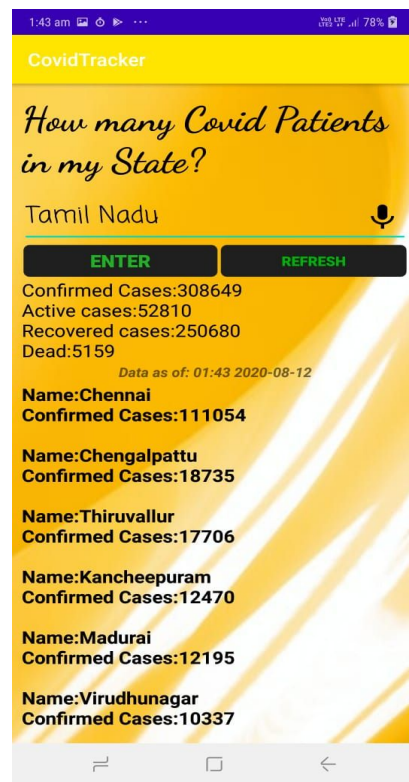 1:43 am ··· Vo)) LTE LTE2 78%
CovidTracker
How many Covid Patients
in my State?
Tamil Nadu
ENTER REFRESH
Confirmed Cases:308649
Active cases:52810
Recovered cases:250680
Dead:5159
Data as of: 01:43 2020-08-12
Name:Chennai
Confirmed Cases:111054
Name:Chengalpattu
Confirmed Cases:18735
Name:Thiruvallur
Confirmed Cases:17706
Name:Kancheepuram
Confirmed Cases:12470
Name:Madurai
Confirmed Cases:12195
Name:Virudhunagar
Confirmed Cases:10337